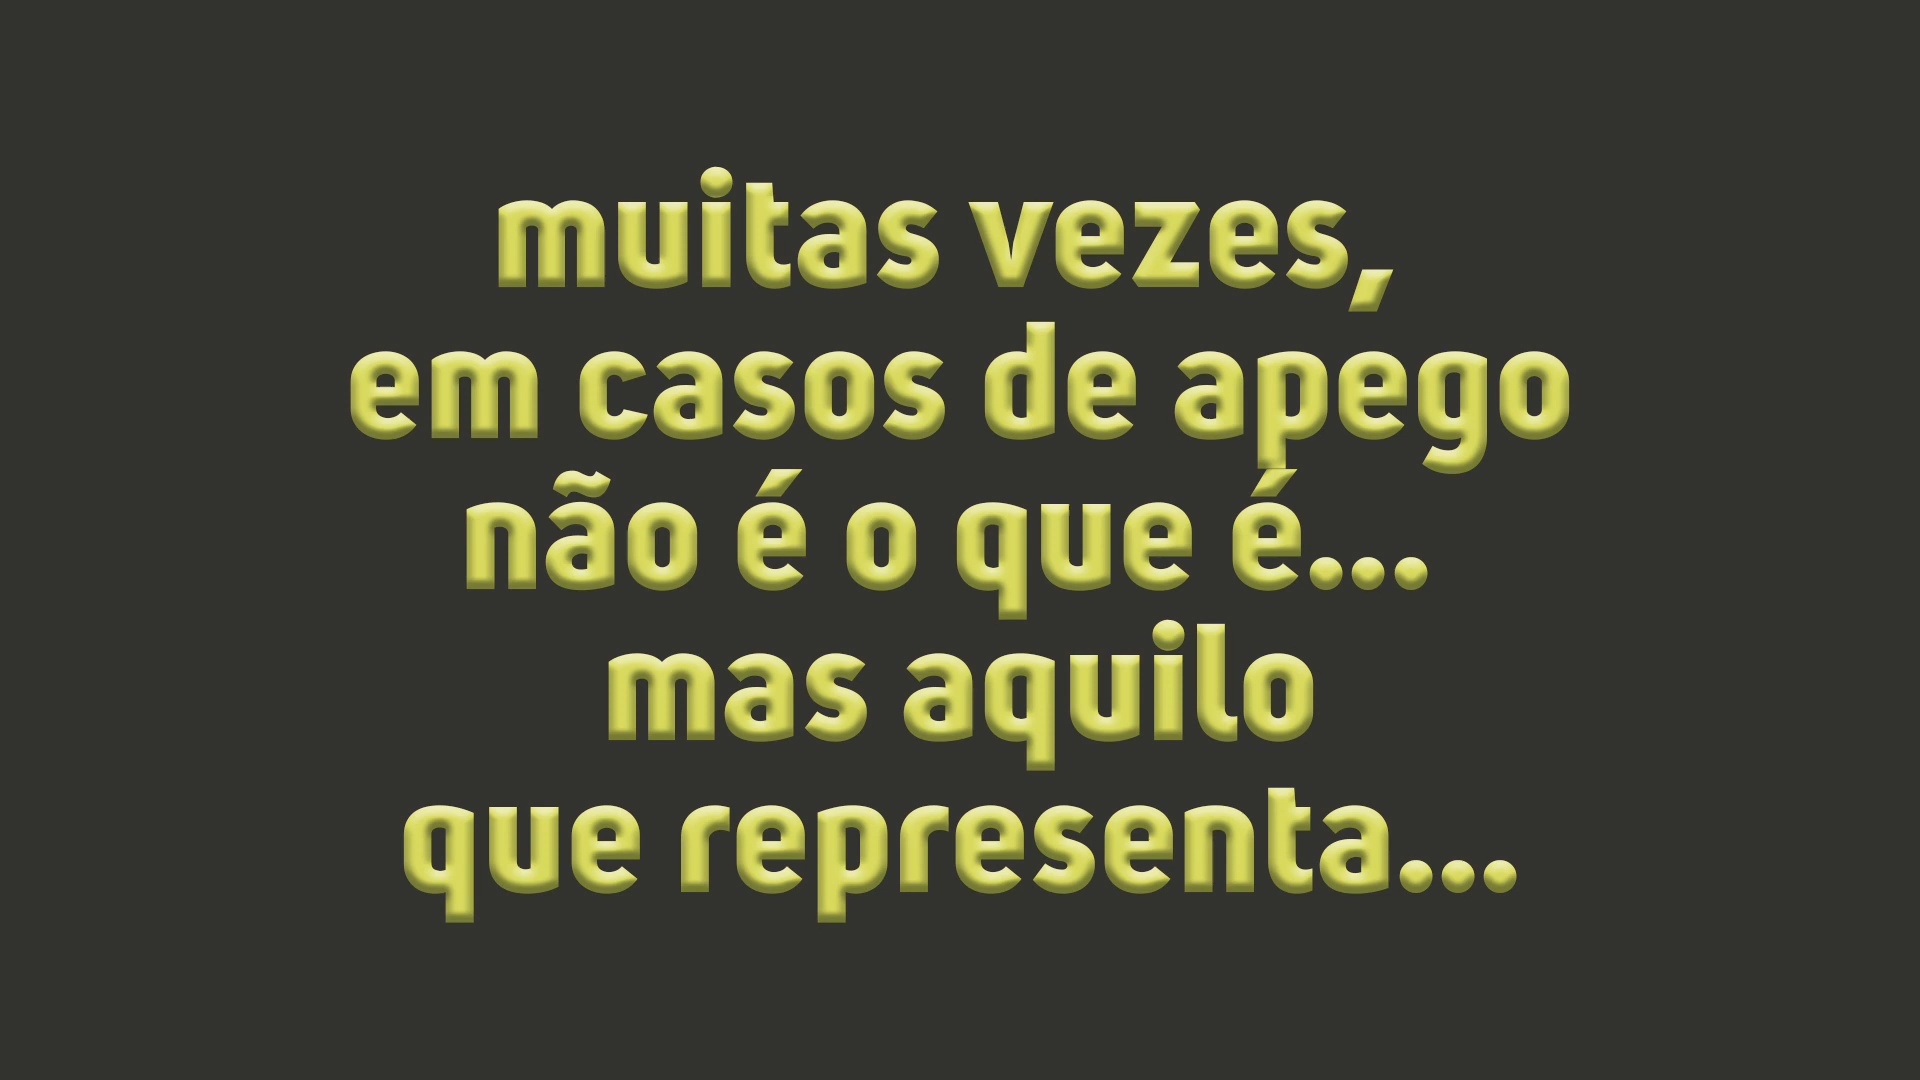 muitas vezes,
em casos de apego
não é o que é...
mas aquilo
que representa...